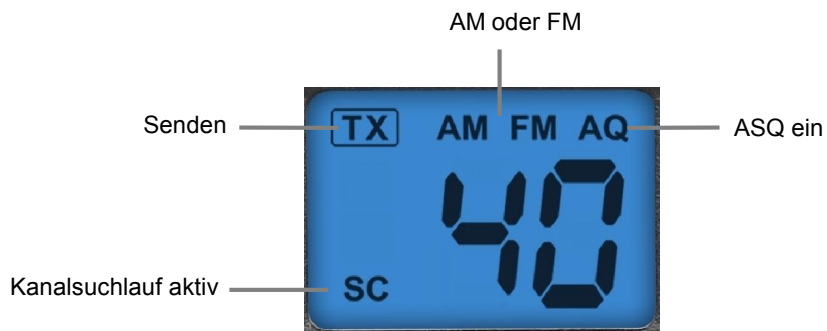 AM oder FM
Senden
TX AM FM AQ
ASQ ein
40
Kanalsuchlauf aktiv
SC